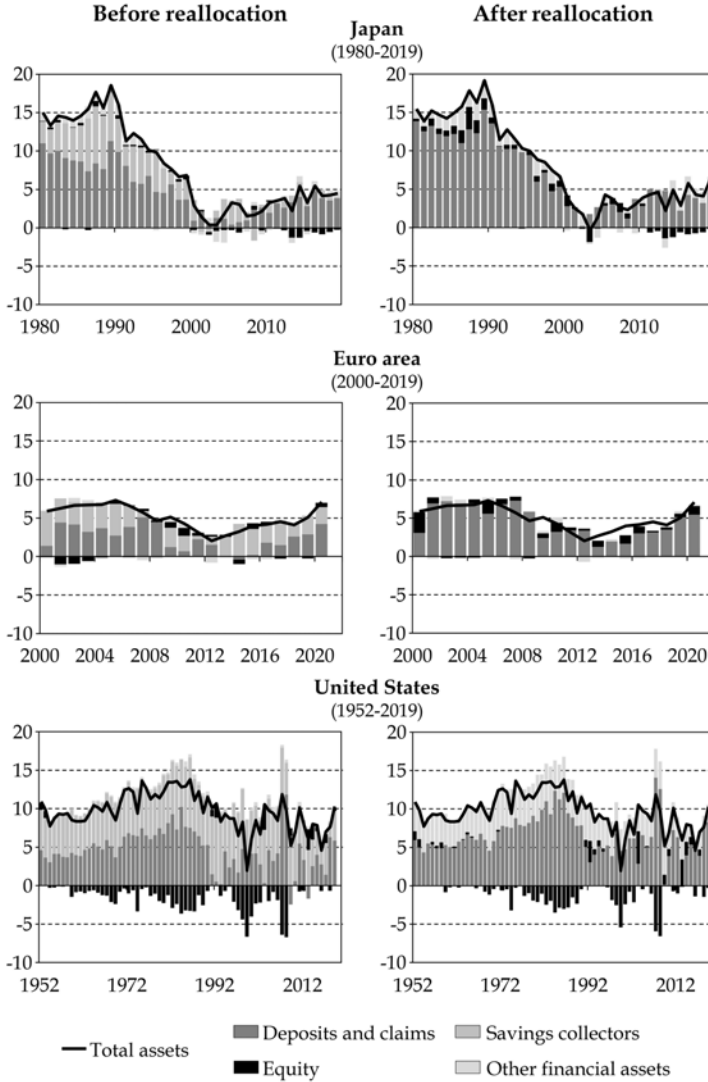 Before reallocation After reallocation
Japan
(1980-2019)
20 20
15 15
10 10
5 5
0 0
-5 -5
-10 -10
1980 1990 2000 2010 1980 1990 2000 2010
Euro area
(2000-2019)
20 20
15 15
10 10
5 5
0 0
-5 -5
-10 -10
2000 2004 2008 2012 2016 2020 2000 2004 2008 2012 2016 2020
United States
(1952-2019)
20 20
15 15
10 10
5 5
0 0
-5 -5
-10 -10
1952 1972 1992 2012 1952 1972 1992 2012
Total assets Deposits and claims Savings collectors
Equity Other financial assets